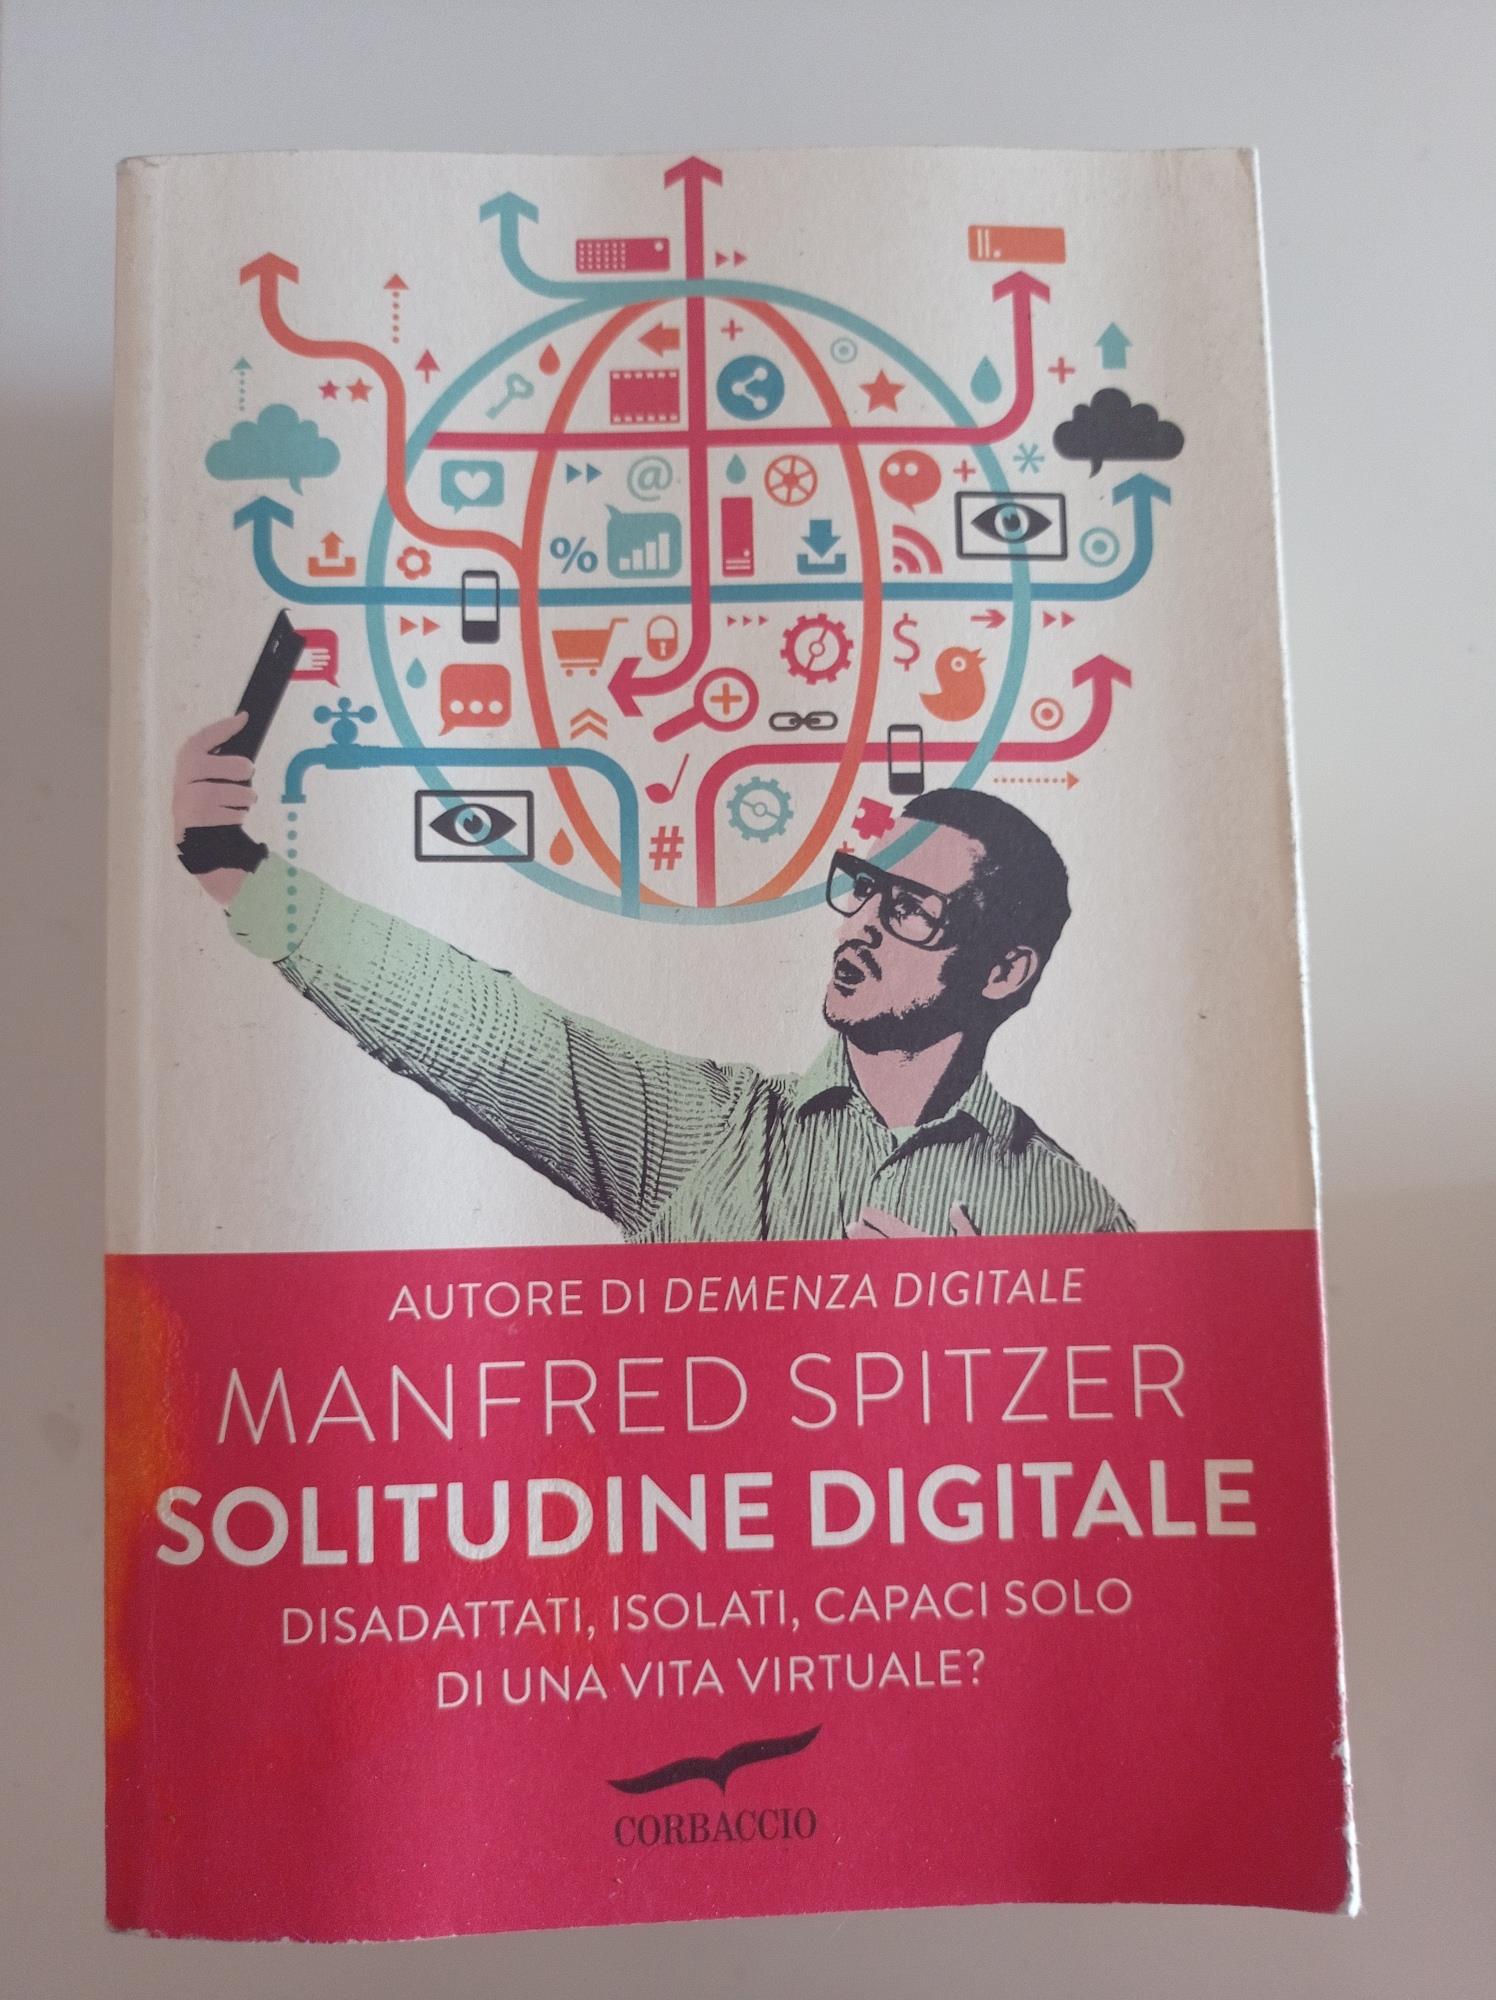 @
%
$
#
AUTORE DI DEMENZA DIGITALE
MANFRED SPITZER
SOLITUDINE DIGITALE
DISADATTATI, ISOLATI, CAPACI SOLO
DI UNA VITA VIRTUALE?
CORBACCIO